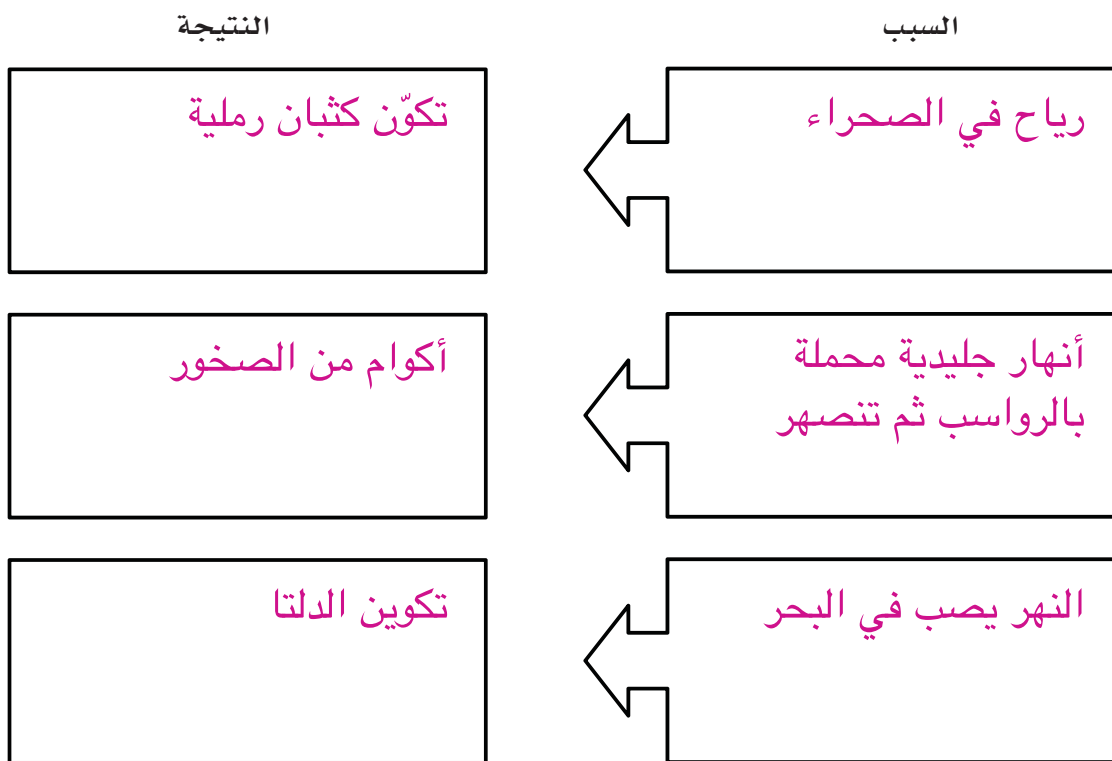 السبب
النتيجة
رياح في الصحراء
تكوّن كثبان رملية
أنهار جليدية محملة
بالرواسب ثم تنصهر
أكوام من الصخور
النهر يصب في البحر
تكوين الدلتا